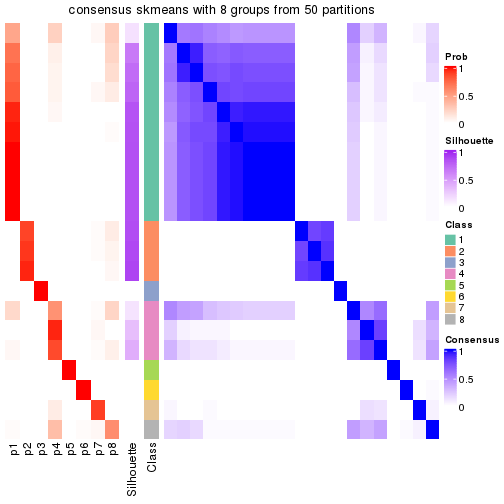 consensus skmeans with 8 groups from 50 partitions
Prob
1
0.5
0
Silhouette
1
0.5
0
Class
1
2
3
4
5
6
7
8
Consensus
1
0.5
0
p1
p2
p3
p4
p5
p6
p7
p8
Silhouette
Class